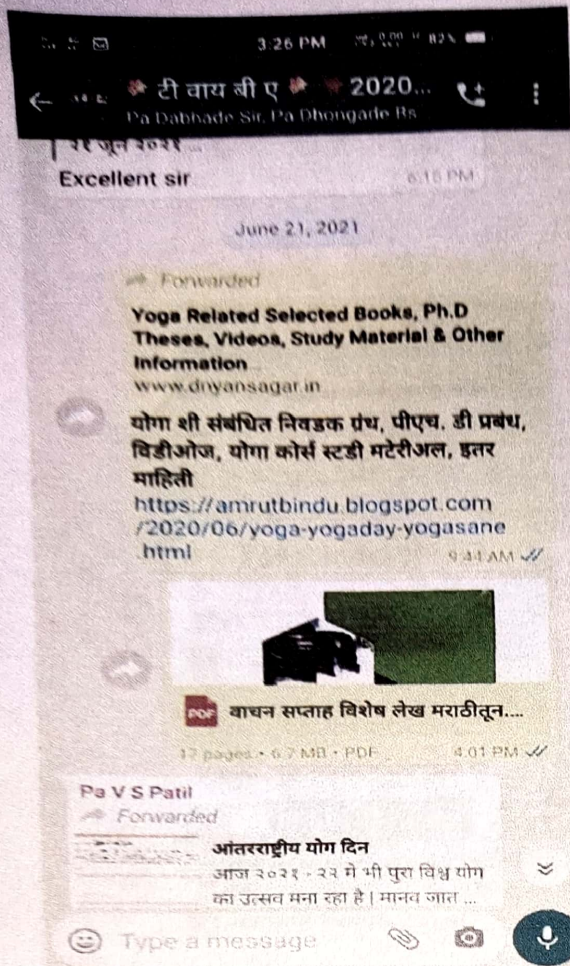 3:26 PM 82%
टी वाय बी ए 2020...
Pa Dabhade Sir, Pa Dhongade Rs
२१ जून २०२१ ...
Excellent sir 6:15 PM
June 21, 2021
Forwarded
Yoga Related Selected Books, Ph.D
Theses, Videos, Study Material & Other
Information
www.dnyansagar.in
योगा शी संबंधित निवडक ग्रंथ, पीएच. डी प्रबंध,
विडीओज, योगा कोर्स स्टडी मटेरीअल, इतर
माहिती
https://amrutbindu.blogspot.com
/2020/06/yoga-yogaday-yogasane
.html 9:44 AM
PDF वाचन सप्ताह विशेष लेख मराठीतून....
17 pages • 6.7 MB • PDF 4:01 PM
Pa V S Patil
Forwarded
आंतरराष्ट्रीय योग दिन
आज २०२१ - २२ मे भी पुरा विश्व योग
का उत्सव मना रहा है | मानव जात ...
Type a message